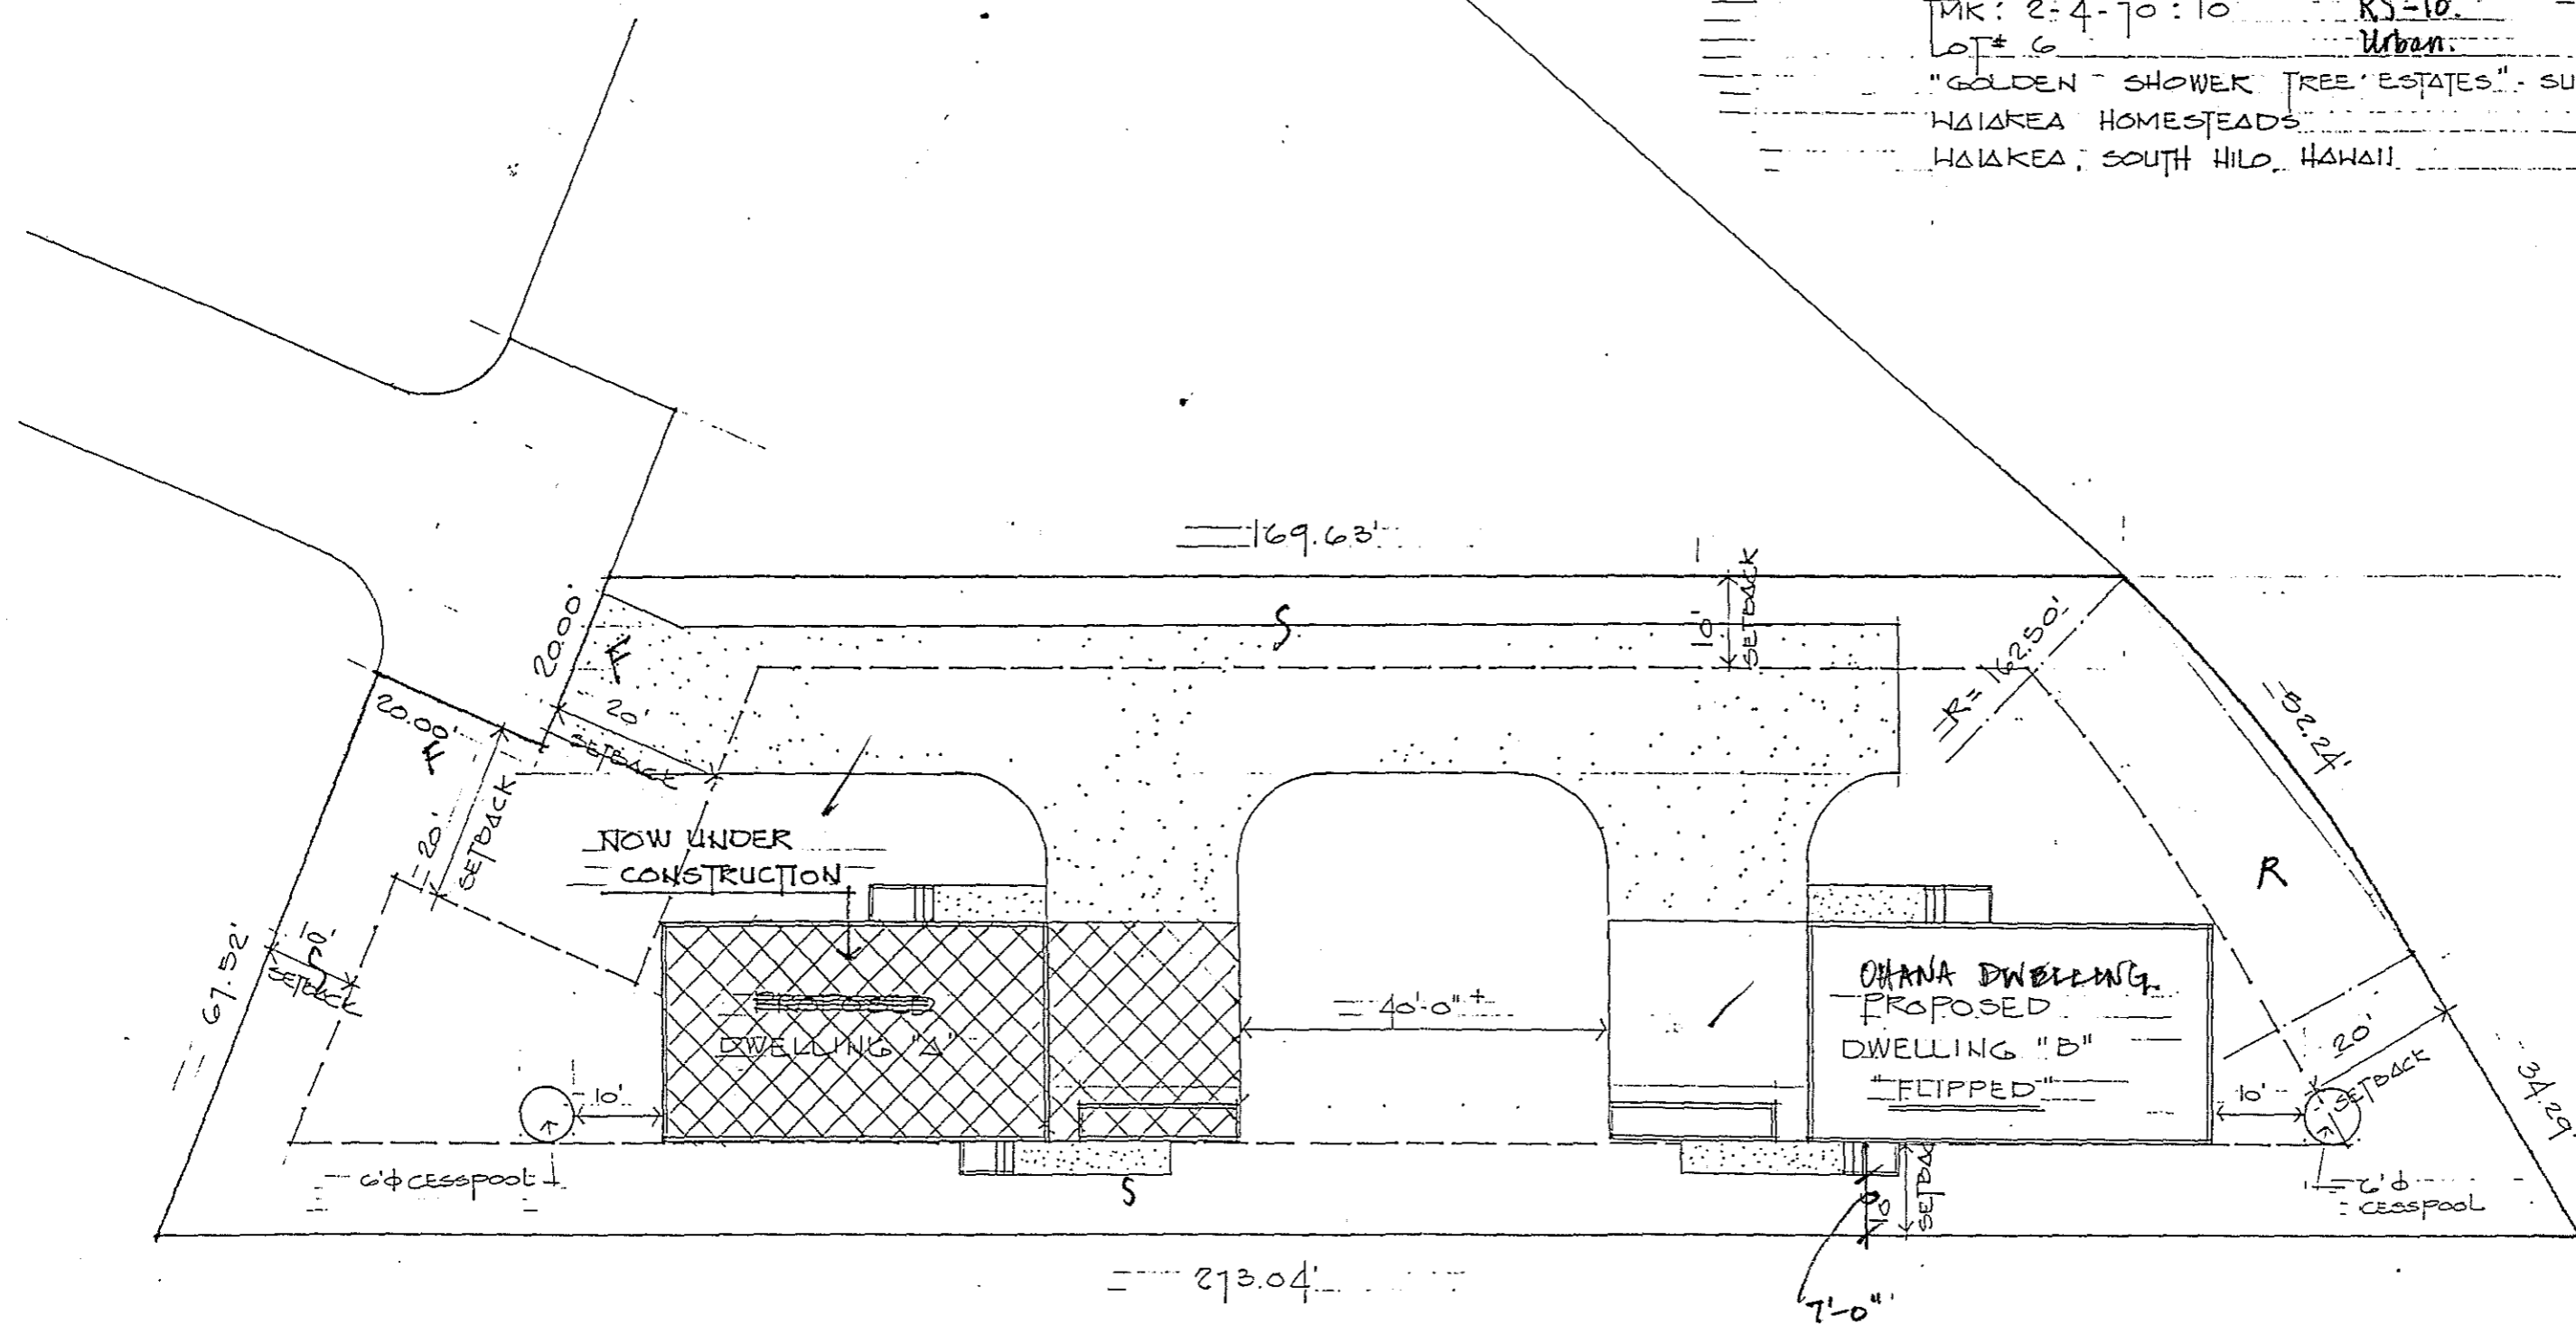 TMK: 2-4-70:10 RS-10.
LOT# 6 Urban.
"GOLDEN SHOWER TREE ESTATES" - SU
WAIAKEA HOMESTEADS
WAIAKEA, SOUTH HILO, HAWAII
169.63'
10'
SETBACK
S
20.00'
F
20'
SETBACK
20.00'
F
20'
SETBACK
R = 162.50'
52.24'
NOW UNDER
CONSTRUCTION
R
67.52'
10'
SETBACK
S
DWELLING "A"
40'-0" ±
OHANA DWELLING
PROPOSED
DWELLING "B"
"FLIPPED"
10'
10'
20'
SETBACK
34.29'
6'φ CESSPOOL
S
10'
SETBAC
6'φ
CESSPOOL
273.04'
7'-0"